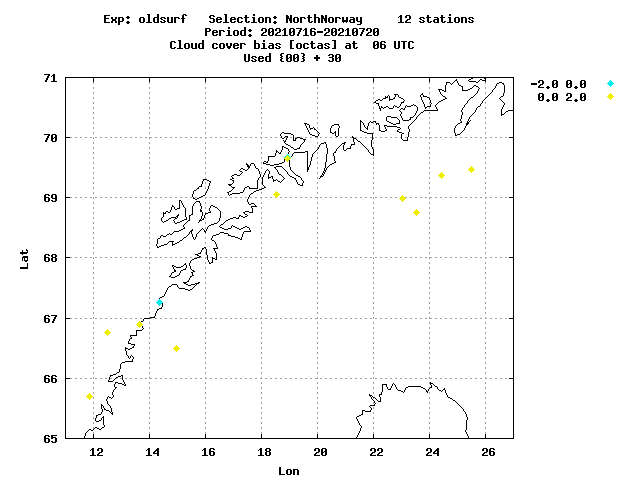 Exp: oldsurf   Selection: NorthNorway     12 stations
Period: 20210716-20210720
Cloud cover bias [octas] at  06 UTC
Used {00} + 30
-2.0 0.0
0.0 2.0
71
70
69
68
67
66
65
Lat
12 14 16 18 20 22 24 26
Lon